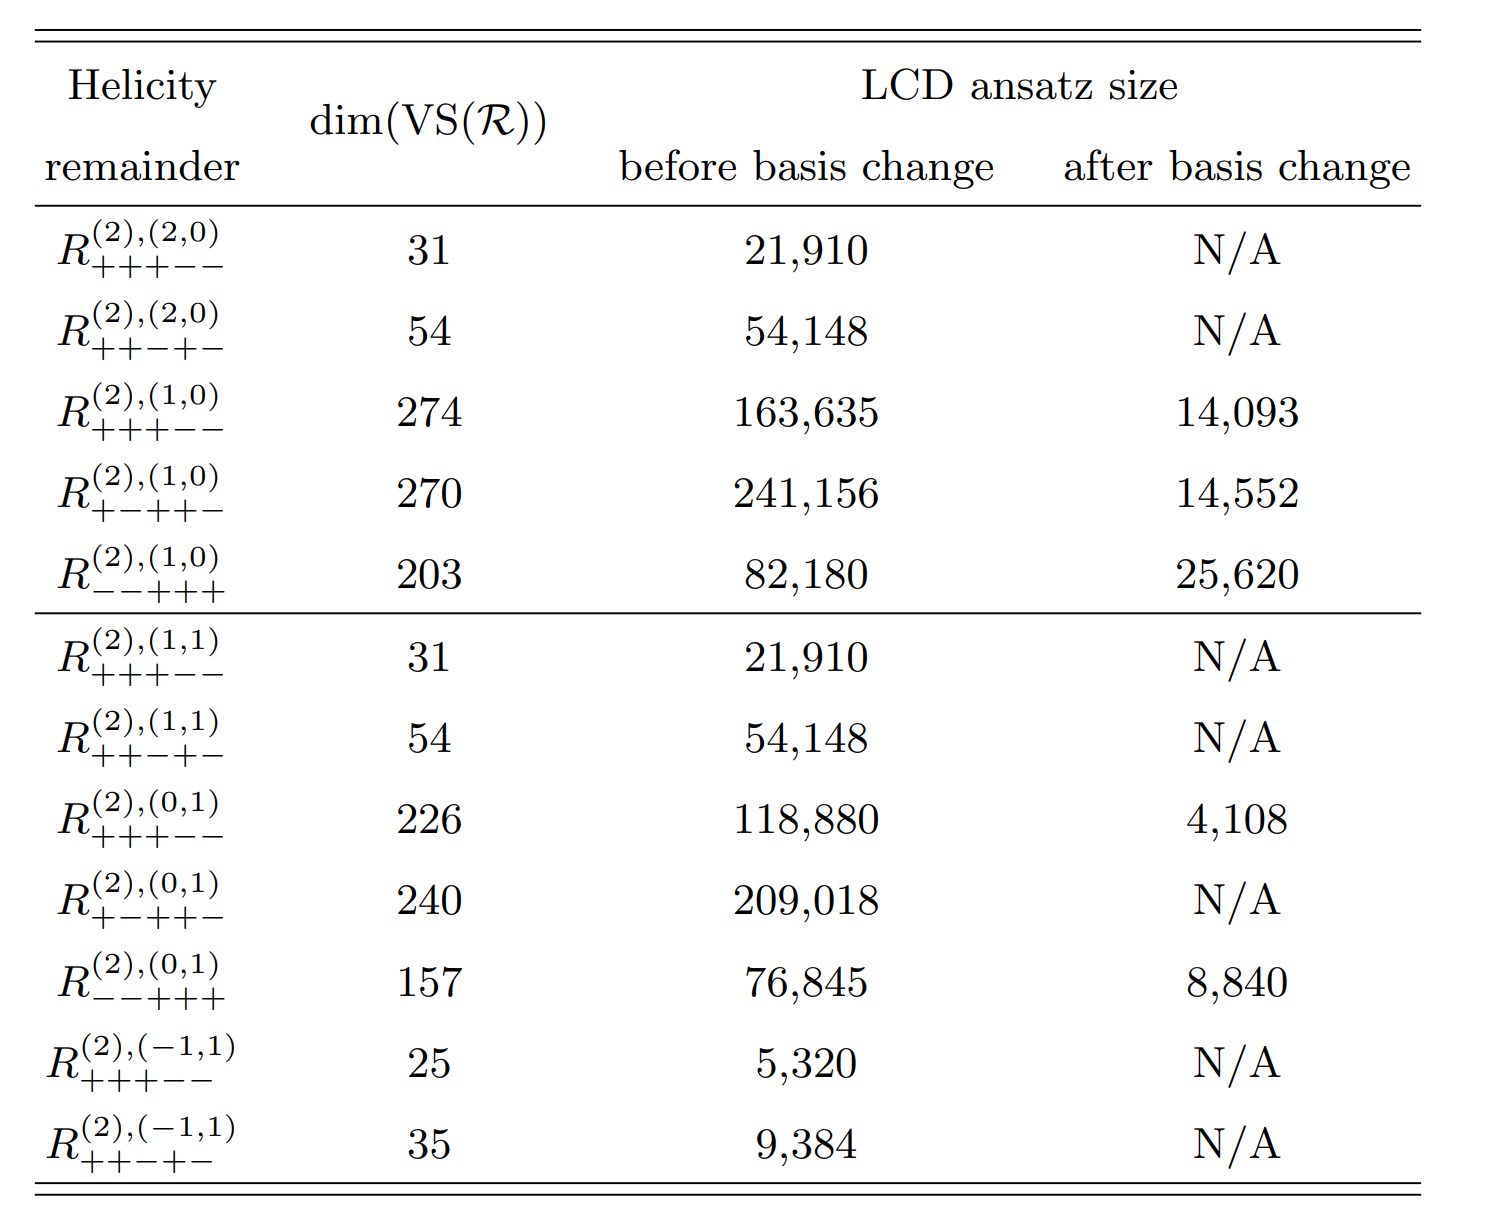 Helicity remainder dim(VS(ℛ)) LCD ansatz size
before basis change after basis change
R^{(2),(2,0)}_{+++−−} 31 21,910 N/A
R^{(2),(2,0)}_{++−+−} 54 54,148 N/A
R^{(2),(1,0)}_{+++−−} 274 163,635 14,093
R^{(2),(1,0)}_{+−++−} 270 241,156 14,552
R^{(2),(1,0)}_{−−+++} 203 82,180 25,620
R^{(2),(1,1)}_{+++−−} 31 21,910 N/A
R^{(2),(1,1)}_{++−+−} 54 54,148 N/A
R^{(2),(0,1)}_{+++−−} 226 118,880 4,108
R^{(2),(0,1)}_{+−++−} 240 209,018 N/A
R^{(2),(0,1)}_{−−+++} 157 76,845 8,840
R^{(2),(−1,1)}_{+++−−} 25 5,320 N/A
R^{(2),(−1,1)}_{++−+−} 35 9,384 N/A